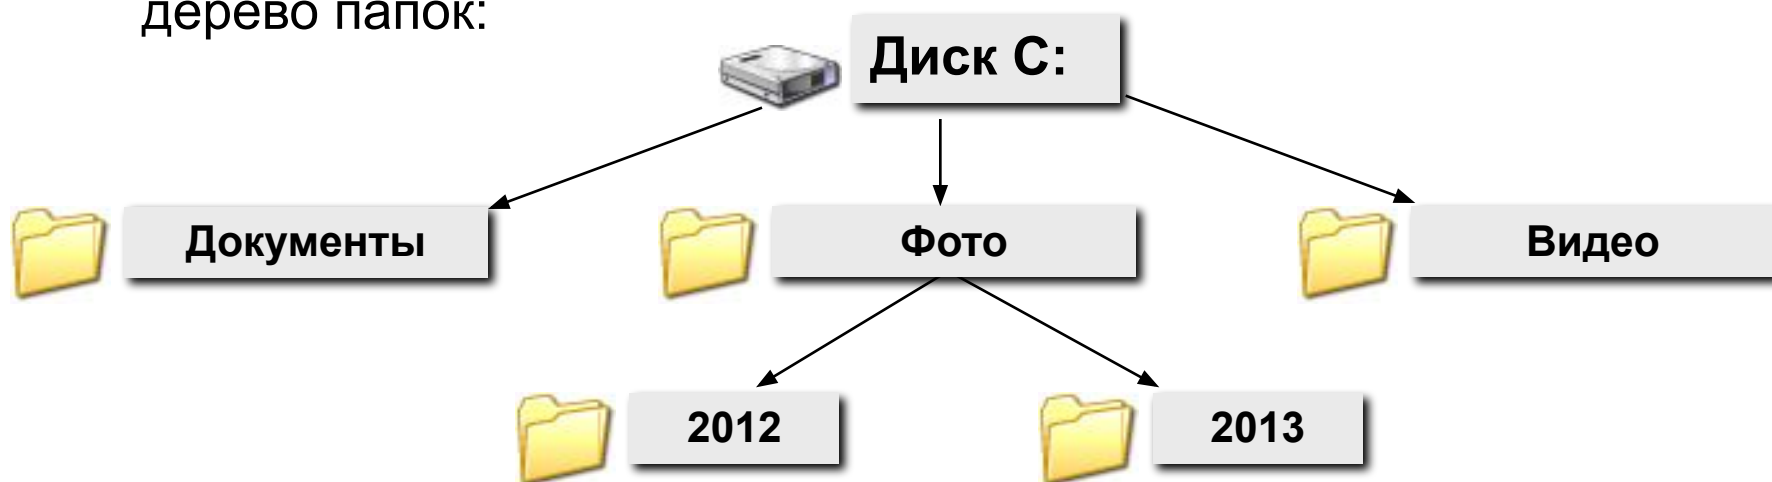 дерево папок:
Диск C:
Документы
Фото
Видео
2012
2013